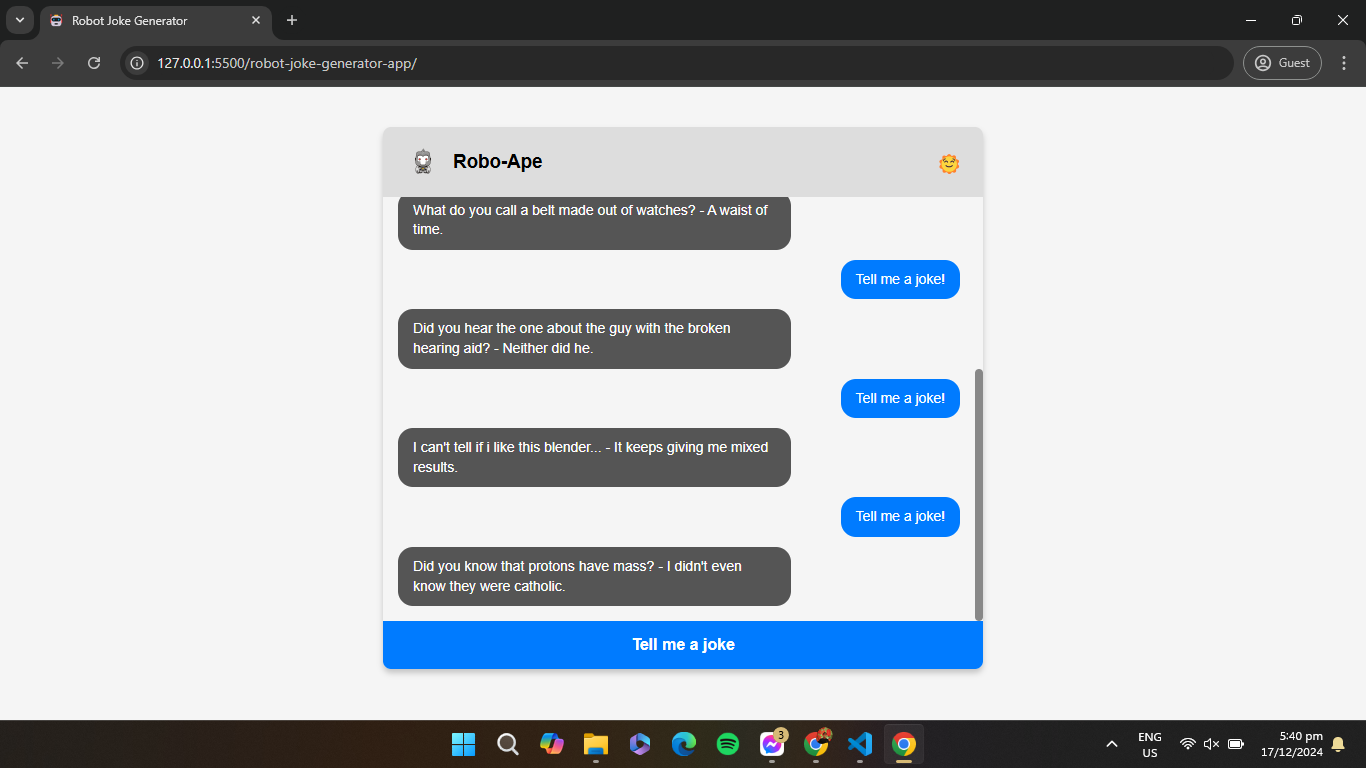 Robot Joke Generator
127.0.0.1:5500/robot-joke-generator-app/
Guest
Robo-Ape
What do you call a belt made out of watches? - A waist of
time.
Tell me a joke!
Did you hear the one about the guy with the broken
hearing aid? - Neither did he.
Tell me a joke!
I can't tell if i like this blender... - It keeps giving me mixed
results.
Tell me a joke!
Did you know that protons have mass? - I didn't even
know they were catholic.
Tell me a joke
3
ENG
US
5:40 pm
17/12/2024